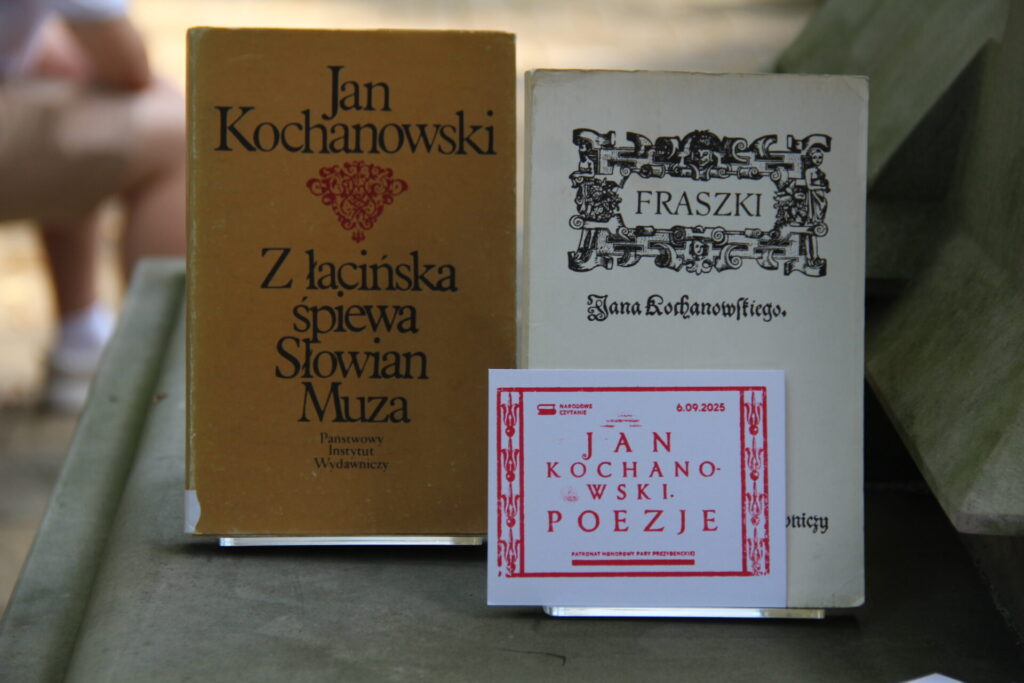 Jan
Kochanowski
Z łacińska
śpiewa
Słowian
Muza
Państwowy
Instytut
Wydawniczy
FRASZKI
Jana Kochanowſkiego.
NARODOWE
CZYTANIE
6.09.2025
JAN
KOCHANO-
WSKI.
POEZJE
PATRONAT HONOROWY PARY PREZYDENCKIEJ